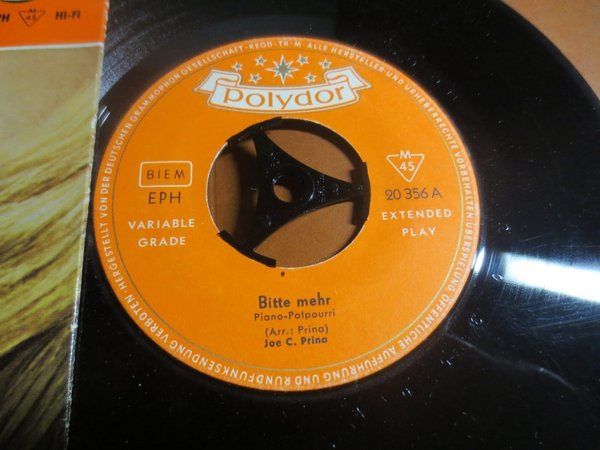 PH M 45 HI-FI
HERGESTELLT VON DER DEUTSCHEN GRAMMOPHON GESELLSCHAFT · REGD · TR · M ALLE HERSTELLER- UND URHEBERRECHTE VORBEHALTEN · ÜBERSPIELUNG ÖFFENTLICHE AUFFÜHRUNG UND RUNDFUNKSENDUNG VERBOTEN
Polydor
BIEM
EPH
VARIABLE
GRADE
M
45
20 356 A
EXTENDED
PLAY
Bitte mehr
Piano-Potpourri
(Arr.: Prina)
Joe C. Prina